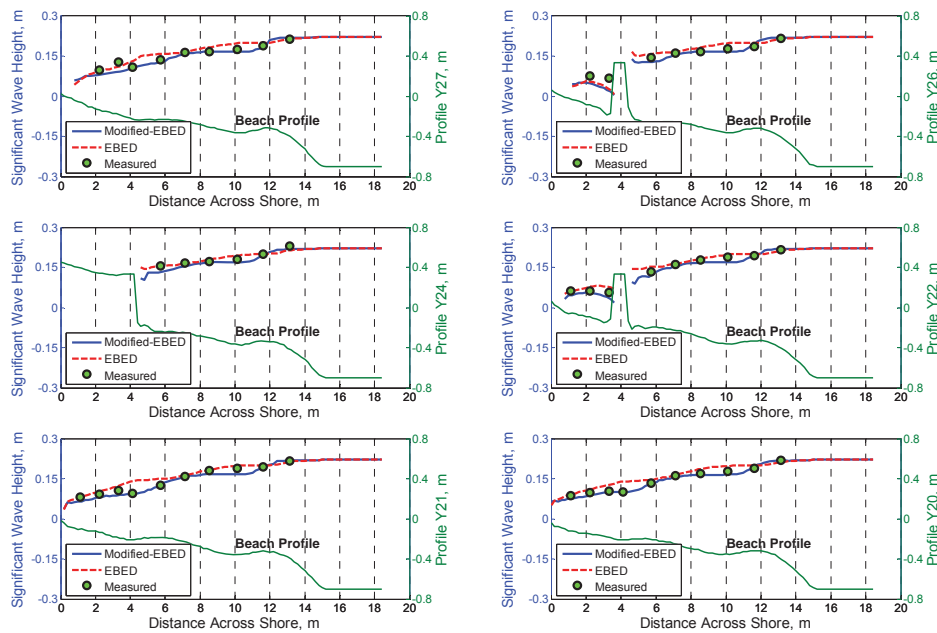 Significant Wave Height, m
0.3
0.15
0
-0.15
-0.3
Beach Profile
Modified-EBED
EBED
Measured
0 2 4 6 8 10 12 14 16 18 20
Distance Across Shore, m
0.8
0.4
0
-0.4
-0.8
Profile Y27, m
Significant Wave Height, m
0.3
0.15
0
-0.15
-0.3
Beach Profile
Modified-EBED
EBED
Measured
0 2 4 6 8 10 12 14 16 18 20
Distance Across Shore, m
0.8
0.4
0
-0.4
-0.8
Profile Y26, m
Significant Wave Height, m
0.3
0.15
0
0.15
0.3
Beach Profile
Modified-EBED
EBED
Measured
0 2 4 6 8 10 12 14 16 18 20
Distance Across Shore, m
0.8
0.4
0
-0.4
-0.8
Profile Y24, m
Significant Wave Height, m
0.3
0.15
0
0.15
0.3
Beach Profile
Modified-EBED
EBED
Measured
0 2 4 6 8 10 12 14 16 18 20
Distance Across Shore, m
0.8
0.4
0
-0.4
-0.8
Profile Y22, m
Significant Wave Height, m
0.3
0.15
0
0.15
0.3
Beach Profile
Modified-EBED
EBED
Measured
0 2 4 6 8 10 12 14 16 18 20
Distance Across Shore, m
0.8
0.4
0
-0.4
-0.8
Profile Y21, m
Significant Wave Height, m
0.3
0.15
0
0.15
0.3
Beach Profile
Modified-EBED
EBED
Measured
0 2 4 6 8 10 12 14 16 18 20
Distance Across Shore, m
0.8
0.4
0
-0.4
-0.8
Profile Y20, m